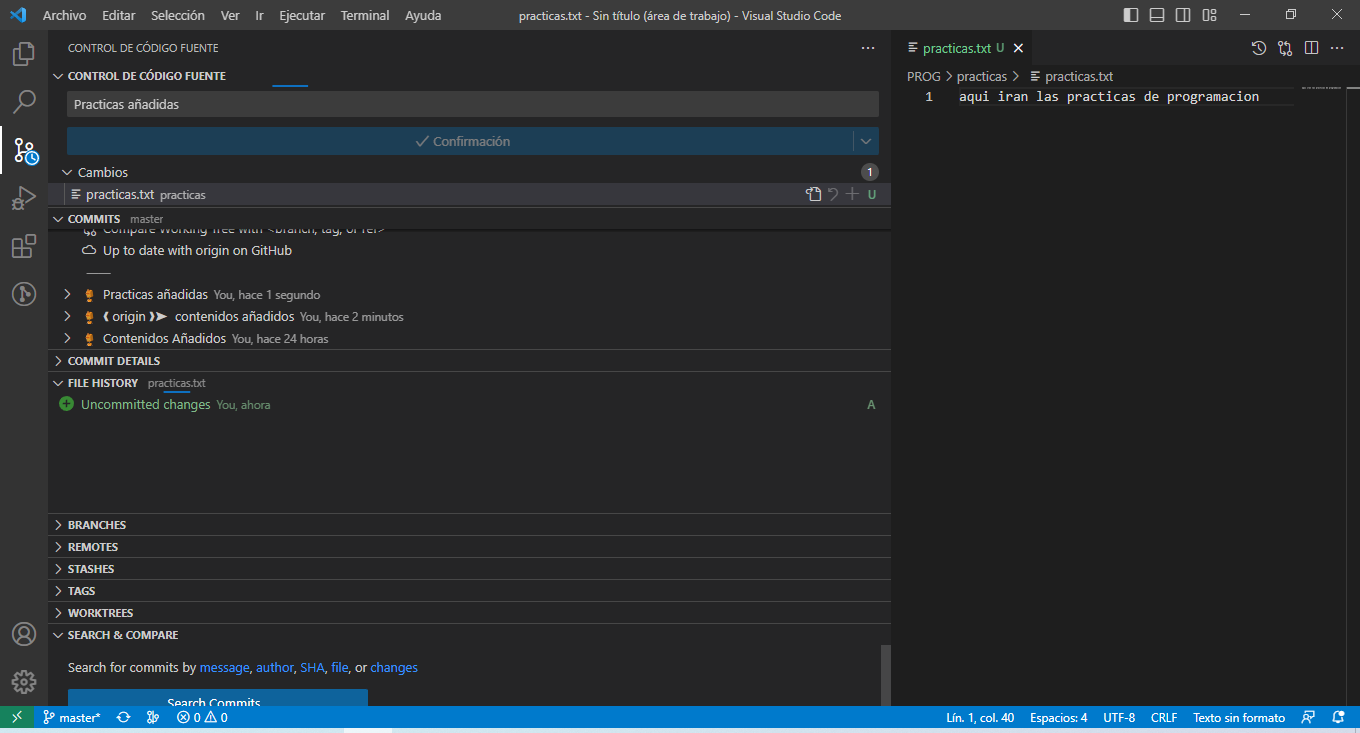 Archivo Editar Selección Ver Ir Ejecutar Terminal Ayuda practicas.txt - Sin título (área de trabajo) - Visual Studio Code
CONTROL DE CÓDIGO FUENTE
CONTROL DE CÓDIGO FUENTE
Practicas añadidas
Confirmación
Cambios 1
practicas.txt practicas U
COMMITS master
Compare Working Tree with <branch, tag, or ref>
Up to date with origin on GitHub
Practicas añadidas You, hace 1 segundo
origin contenidos añadidos You, hace 2 minutos
Contenidos Añadidos You, hace 24 horas
COMMIT DETAILS
FILE HISTORY practicas.txt
Uncommitted changes You, ahora A
BRANCHES
REMOTES
STASHES
TAGS
WORKTREES
SEARCH & COMPARE
Search for commits by message, author, SHA, file, or changes
Search Commits
practicas.txt U
PROG > practicas > practicas.txt
1 aqui iran las practicas de programacion
master* 0 0 Lín. 1, col. 40 Espacios: 4 UTF-8 CRLF Texto sin formato